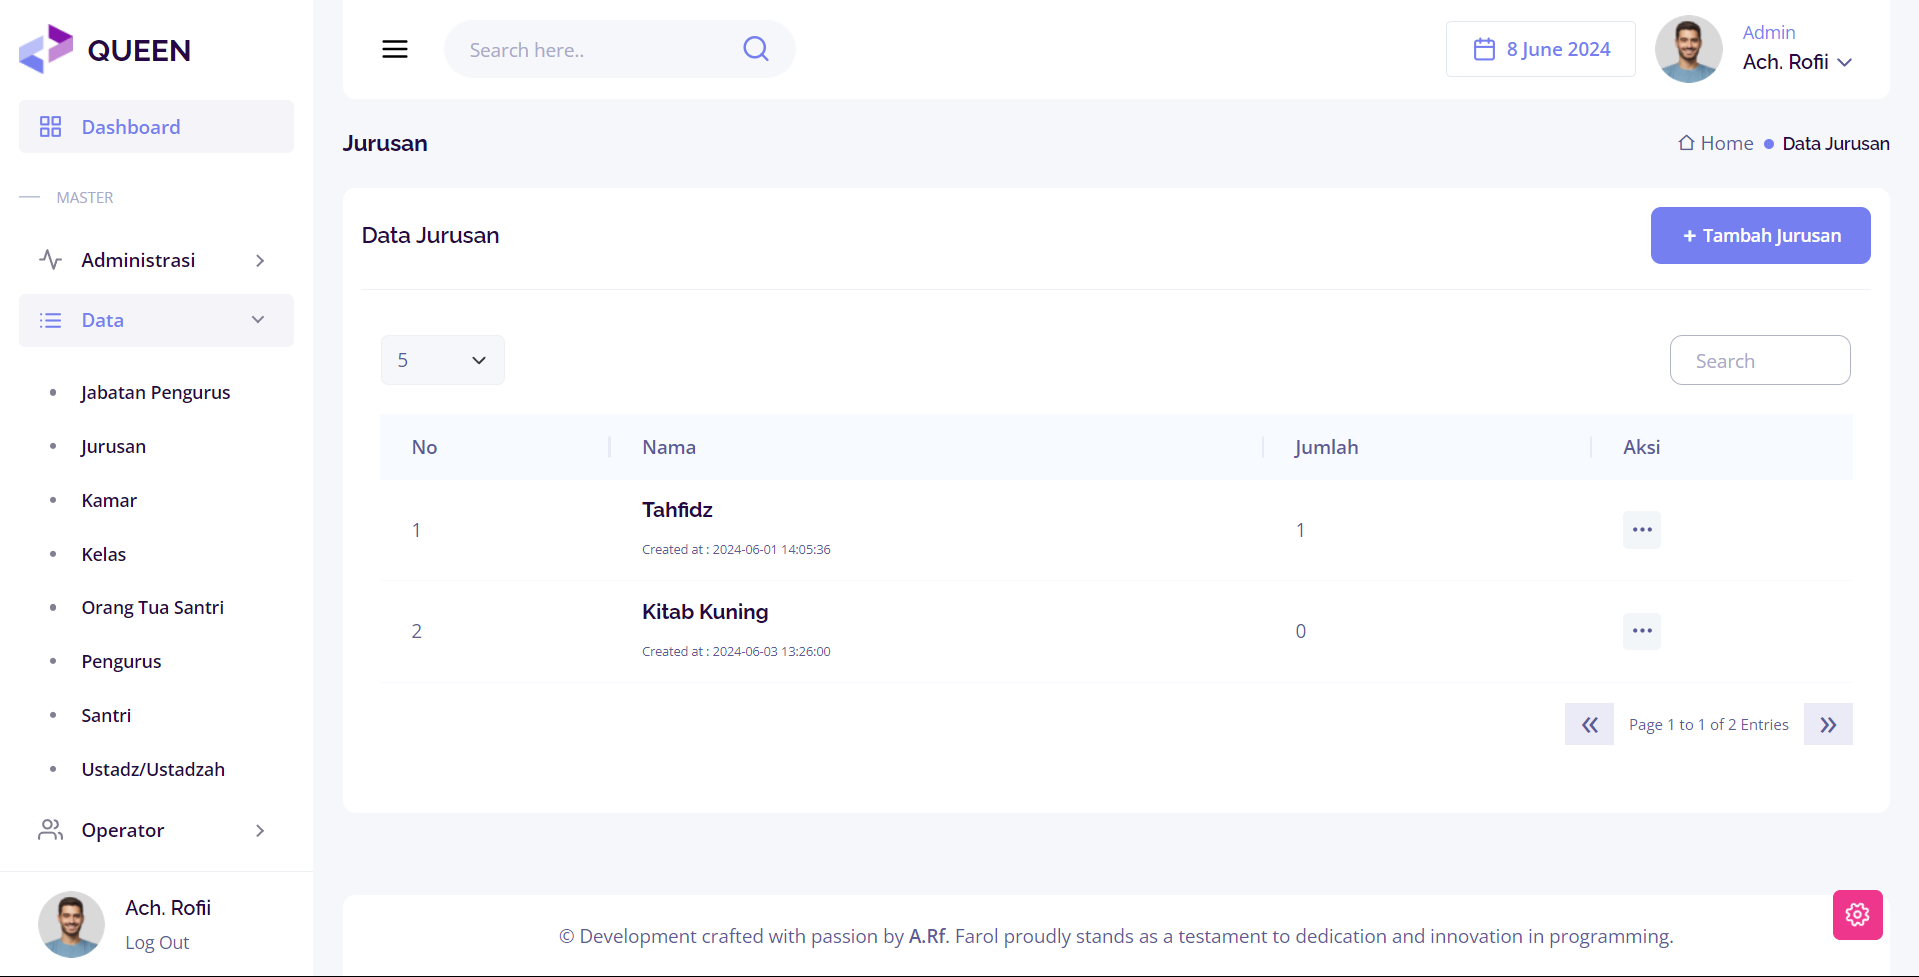 QUEEN
Dashboard
MASTER
Administrasi
Data
Jabatan Pengurus
Jurusan
Kamar
Kelas
Orang Tua Santri
Pengurus
Santri
Ustadz/Ustadzah
Operator
Ach. Rofii
Log Out
Search here..
8 June 2024
Admin
Ach. Rofii
Jurusan
Home Data Jurusan
Data Jurusan
+ Tambah Jurusan
5
Search
No Nama Jumlah Aksi
Tahfidz
1 1
Created at : 2024-06-01 14:05:36
Kitab Kuning
2 0
Created at : 2024-06-03 13:26:00
Page 1 to 1 of 2 Entries
© Development crafted with passion by A.Rf. Farol proudly stands as a testament to dedication and innovation in programming.